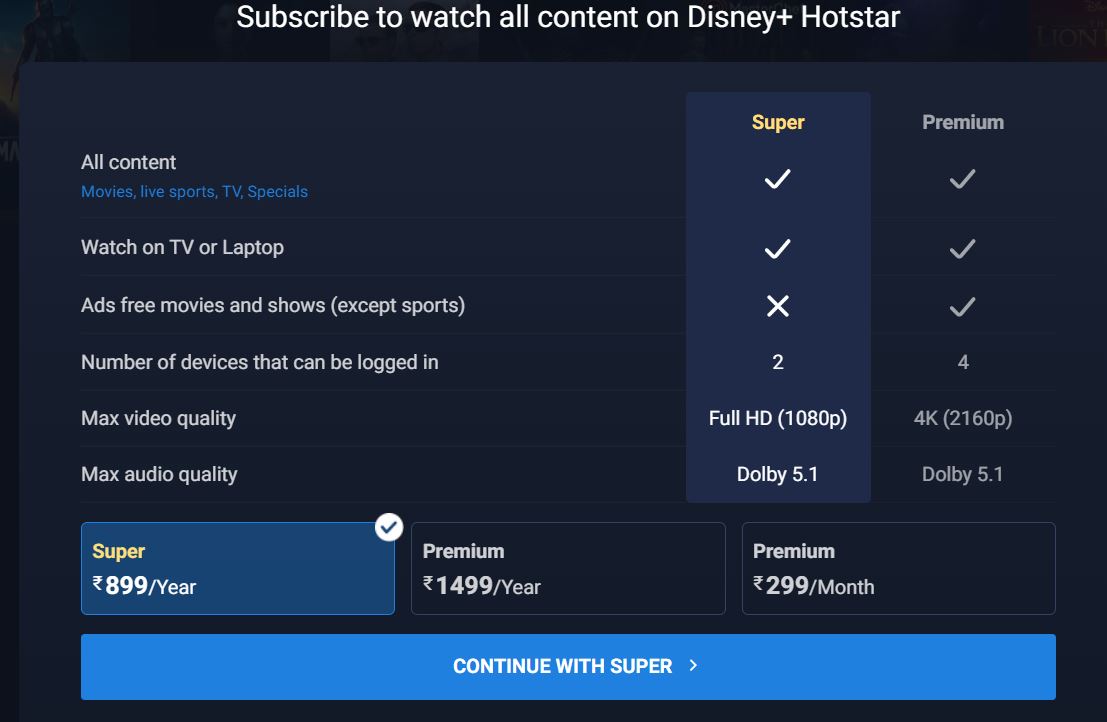 Subscribe to watch all content on Disney+ Hotstar
Super Premium
All content
Movies, live sports, TV, Specials
Watch on TV or Laptop
Ads free movies and shows (except sports)
Number of devices that can be logged in 2 4
Max video quality Full HD (1080p) 4K (2160p)
Max audio quality Dolby 5.1 Dolby 5.1
Super Premium Premium
₹899/Year ₹1499/Year ₹299/Month
CONTINUE WITH SUPER >